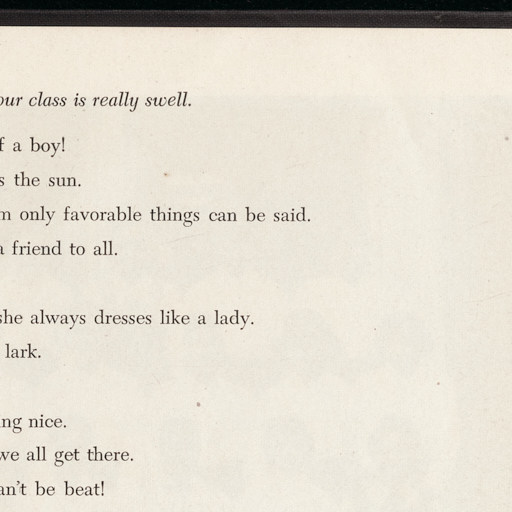 our class is really swell.
f a boy!
s the sun.
m only favorable things can be said.
a friend to all.
she always dresses like a lady.
lark.
ng nice.
we all get there.
an't be beat!